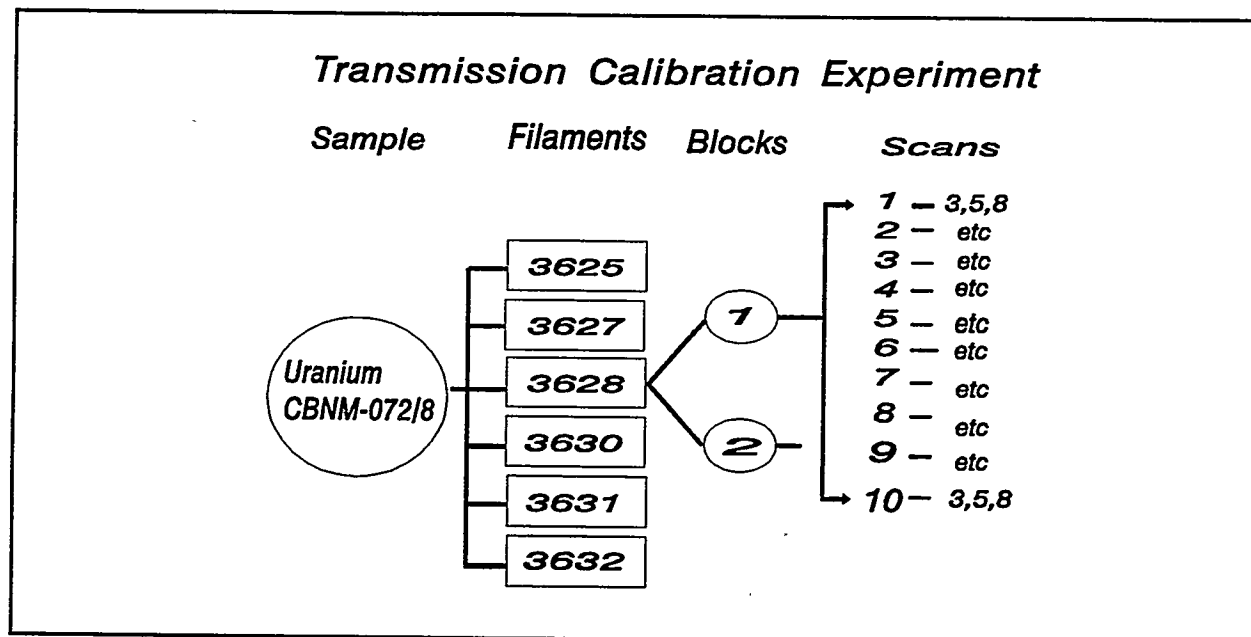 Transmission Calibration Experiment
Sample Filaments Blocks Scans
Uranium
CBNM-072/8
3625
3627
3628
3630
3631
3632
1
2
1 — 3,5,8
2 — etc
3 — etc
4 — etc
5 — etc
6 — etc
7 — etc
8 — etc
9 — etc
10 — 3,5,8